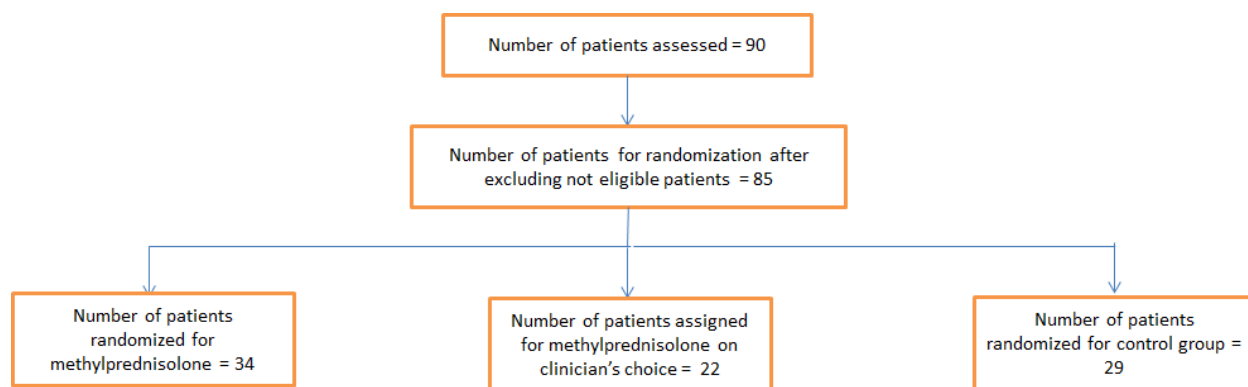 Number of patients assessed = 90
Number of patients for randomization after
excluding not eligible patients = 85
Number of patients
randomized for
methylprednisolone = 34
Number of patients assigned
for methylprednisolone on
clinician's choice = 22
Number of patients
randomized for control group =
29